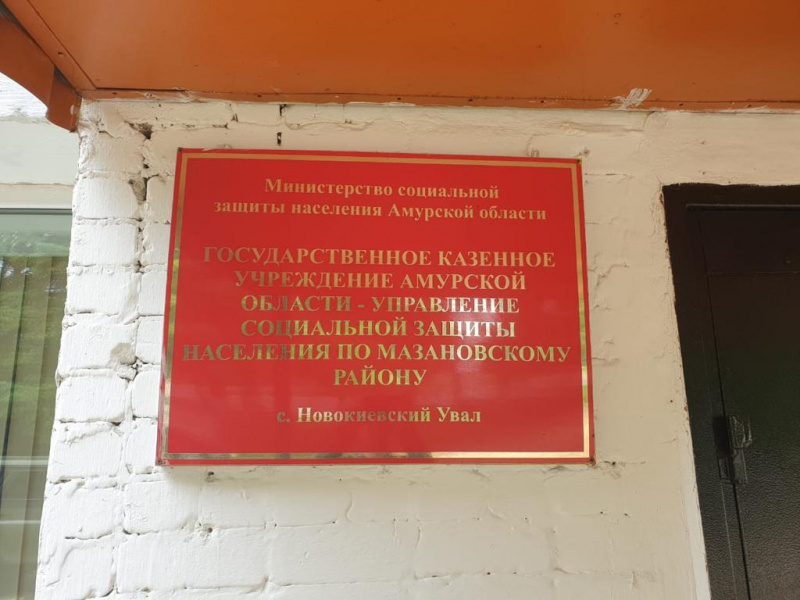 Министерство социальной
защиты населения Амурской области
ГОСУДАРСТВЕННОЕ КАЗЕННОЕ
УЧРЕЖДЕНИЕ АМУРСКОЙ
ОБЛАСТИ - УПРАВЛЕНИЕ
СОЦИАЛЬНОЙ ЗАЩИТЫ
НАСЕЛЕНИЯ ПО МАЗАНОВСКОМУ
РАЙОНУ
с. Новокиевский Увал